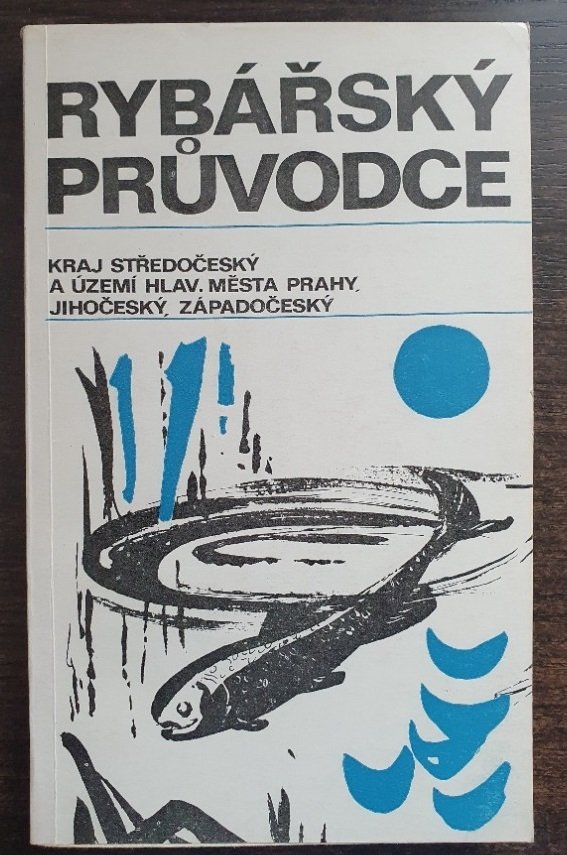 RYBÁŘSKÝ
PRŮVODCE
KRAJ STŘEDOČESKÝ
A ÚZEMÍ HLAV. MĚSTA PRAHY,
JIHOČESKÝ, ZÁPADOČESKÝ